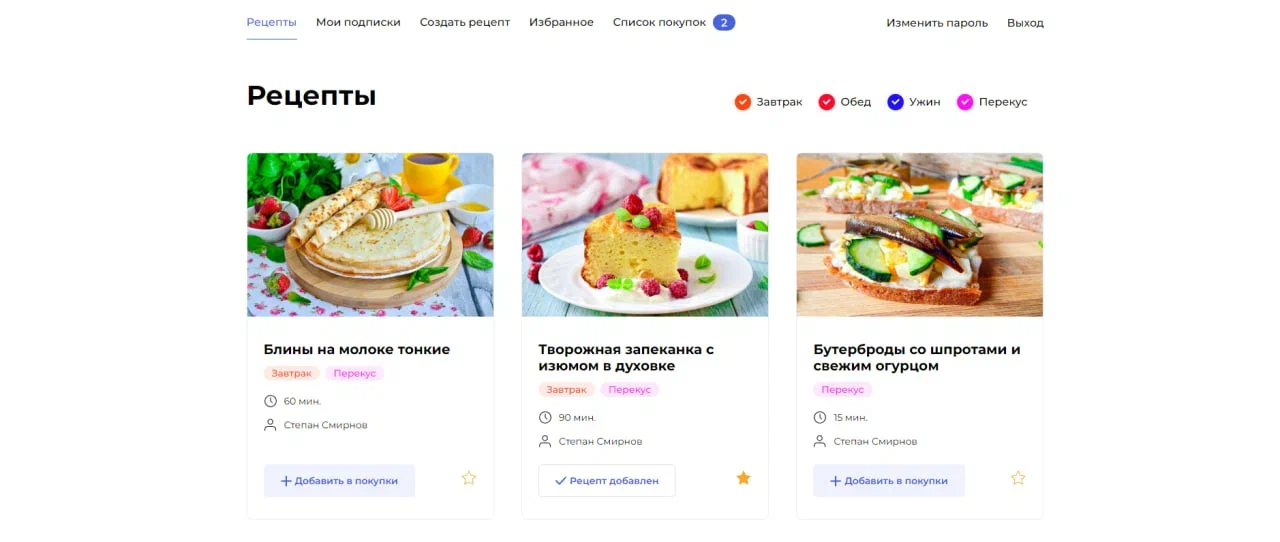 Рецепты Мои подписки Создать рецепт Избранное Список покупок 2 Изменить пароль Выход
Рецепты
Завтрак Обед Ужин Перекус
Блины на молоке тонкие
Завтрак Перекус
60 мин.
Степан Смирнов
Добавить в покупки
Творожная запеканка с
изюмом в духовке
Завтрак Перекус
90 мин.
Степан Смирнов
Рецепт добавлен
Бутерброды со шпротами и
свежим огурцом
Перекус
15 мин.
Степан Смирнов
Добавить в покупки